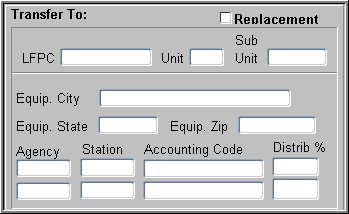 Transfer To: Replacement
Sub
LFPC Unit Unit
Equip. City
Equip. State Equip. Zip
Agency Station Accounting Code Distrib %